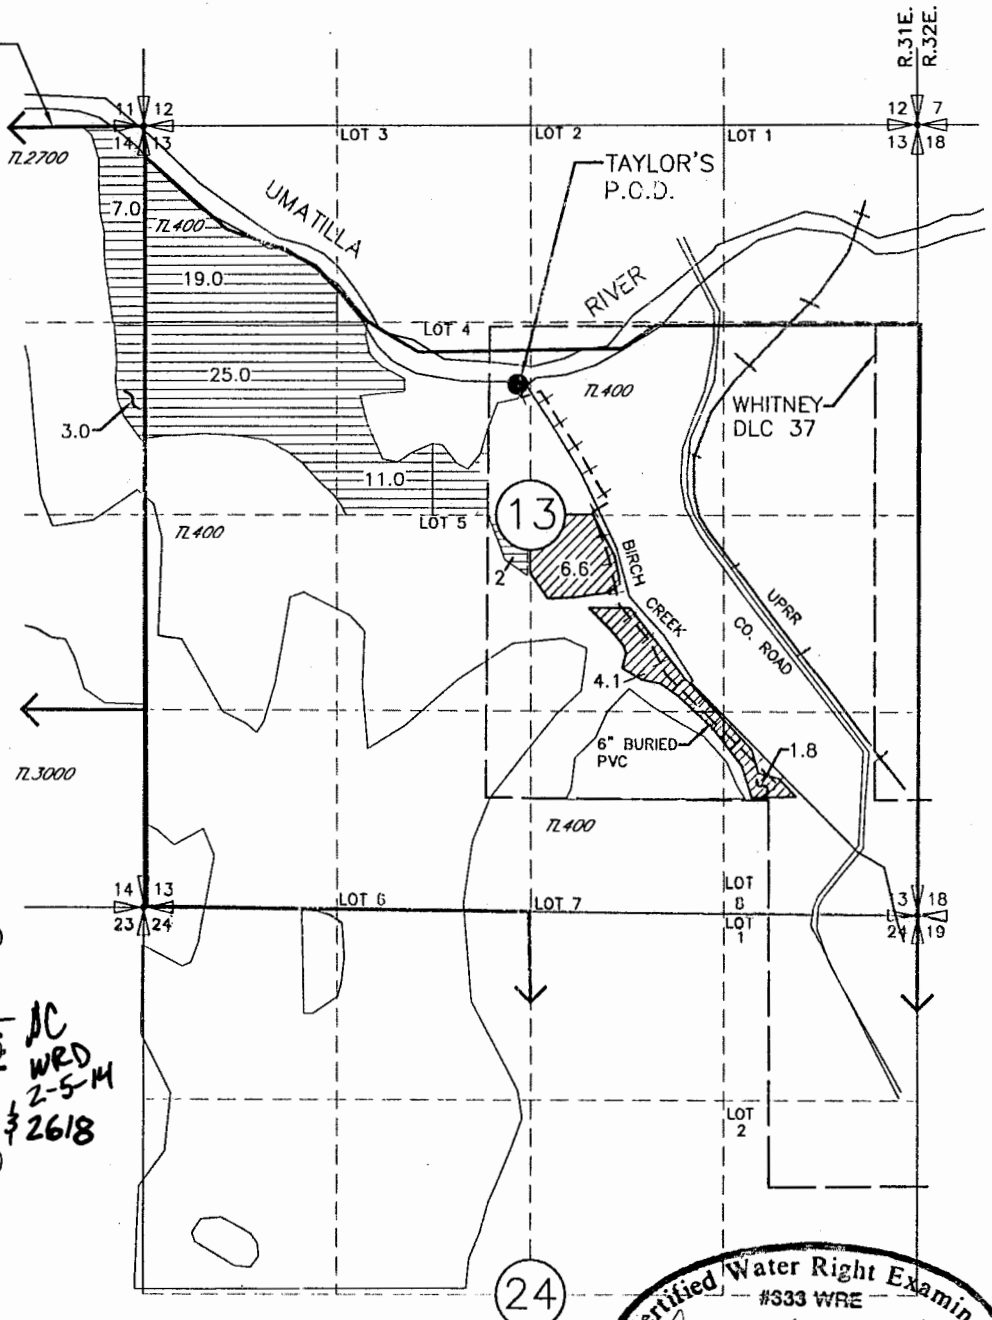 R.31E.
R.32E.
11 12
14 13
12 7
13 18
LOT 3
LOT 2
LOT 1
TL2700
TAYLOR'S
P.O.D.
UMATILLA
RIVER
7.0
TL400
19.0
LOT 4
25.0
TL400
WHITNEY
DLC 37
3.0
11.0
LOT 5
13
TL400
2
6.6
BIRCH
CREEK
UPRR
CO. ROAD
4.1
6" BURIED
PVC
1.8
TL3000
TL400
14 13
23 24
LOT 6
LOT 7
LOT
8
LOT
1
3 18
24 19
AC
WRD
2-5-14
2618
LOT
2
24
ertified Water Right Examin
#333 WRE